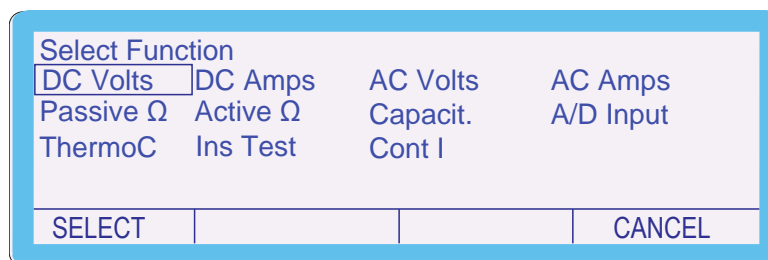 Select Function
DC Volts DC Amps AC Volts AC Amps
Passive Ω Active Ω Capacit. A/D Input
ThermoC Ins Test Cont I
SELECT CANCEL